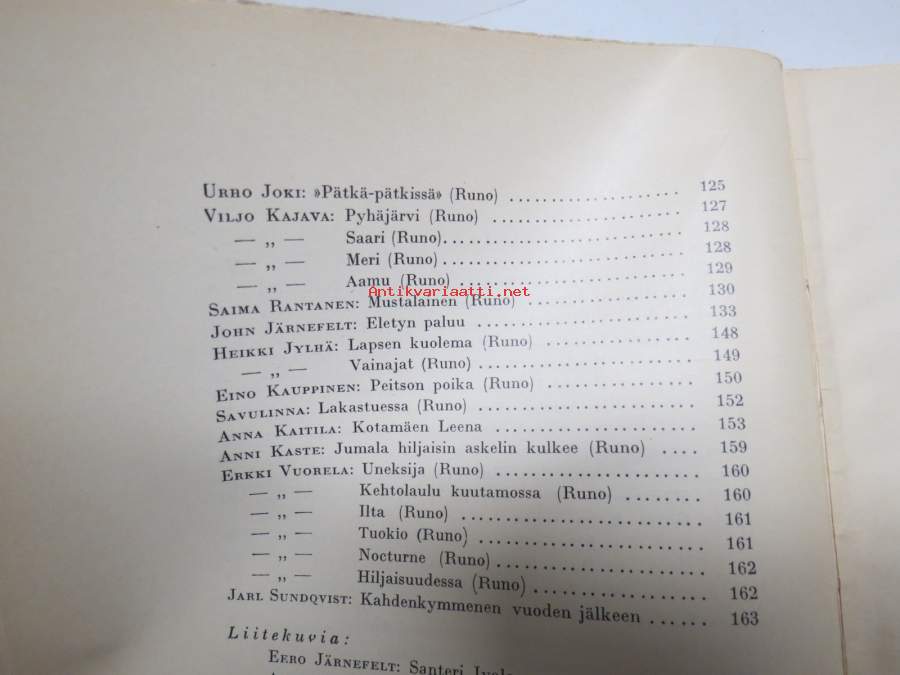 URHO JOKI: »Pätkä-pätkissä» (Runo) .................... 125
VILJO KAJAVA: Pyhäjärvi (Runo) .................... 127
— ,, — Saari (Runo)........................ 128
— ,, — Meri (Runo)........................ 128
— ,, — Aamu (Runo) ...................... 129
Antikvariaatti.net
SAIMA RANTANEN: Mustalainen (Runo) ................ 130
JOHN JÄRNEFELT: Eletyn paluu ...................... 133
HEIKKI JYLHÄ: Lapsen kuolema (Runo) ................ 148
— ,, — Vainajat (Runo)...................... 149
EINO KAUPPINEN: Peitson poika (Runo) ................ 150
SAVULINNA: Lakastuessa (Runo) ...................... 152
ANNA KAITILA: Kotamäen Leena ...................... 153
ANNI KASTE: Jumala hiljaisin askelin kulkee (Runo) .... 159
ERKKI VUORELA: Uneksija (Runo) .................... 160
— ,, — Kehtolaulu kuutamossa (Runo) ........ 160
— ,, — Ilta (Runo) ........................ 161
— ,, — Tuokio (Runo) ...................... 161
— ,, — Nocturne (Runo)...................... 162
— ,, — Hiljaisuudessa (Runo).................. 162
JARL SUNDQVIST: Kahdenkymmenen vuoden jälkeen ...... 163
Liitekuvia:
EERO JÄRNEFELT: Santeri